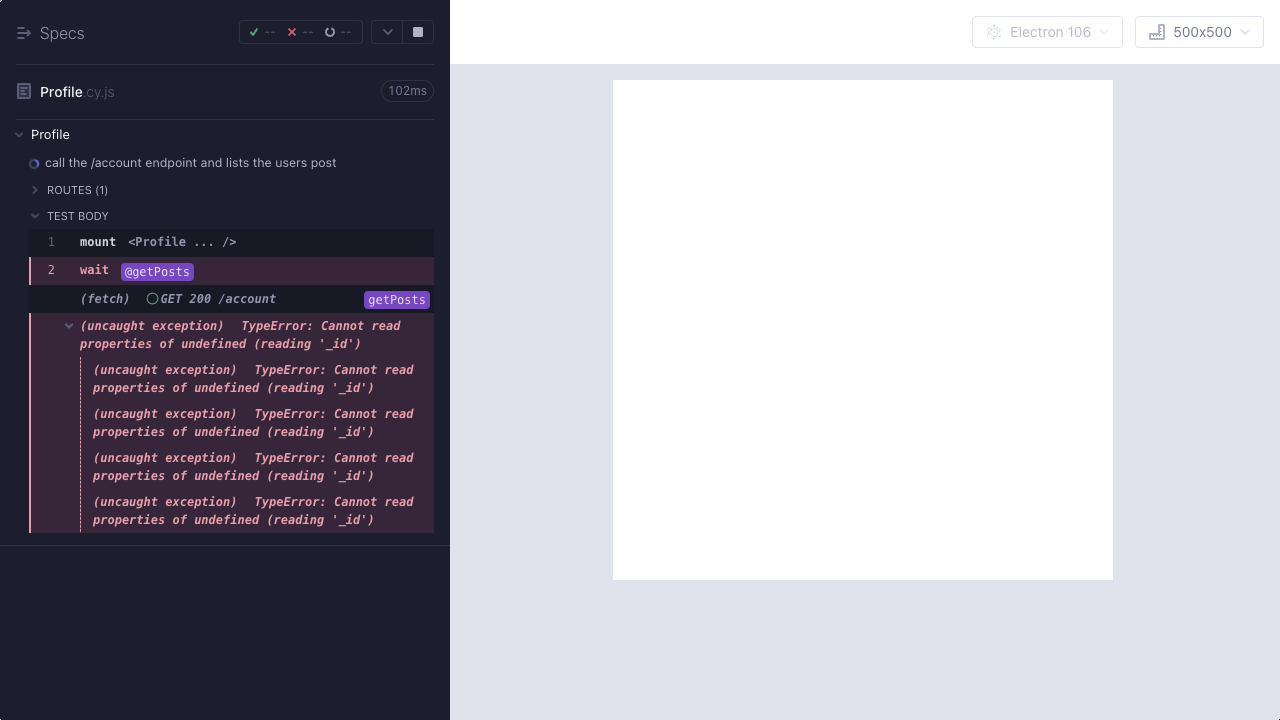 Specs
-- -- --
Electron 106
500x500
Profile.cy.js
102ms
Profile
call the /account endpoint and lists the users post
ROUTES (1)
TEST BODY
1 mount <Profile ... />
2 wait @getPosts
(fetch) GET 200 /account getPosts
(uncaught exception) TypeError: Cannot read
properties of undefined (reading '_id')
(uncaught exception) TypeError: Cannot read
properties of undefined (reading '_id')
(uncaught exception) TypeError: Cannot read
properties of undefined (reading '_id')
(uncaught exception) TypeError: Cannot read
properties of undefined (reading '_id')
(uncaught exception) TypeError: Cannot read
properties of undefined (reading '_id')